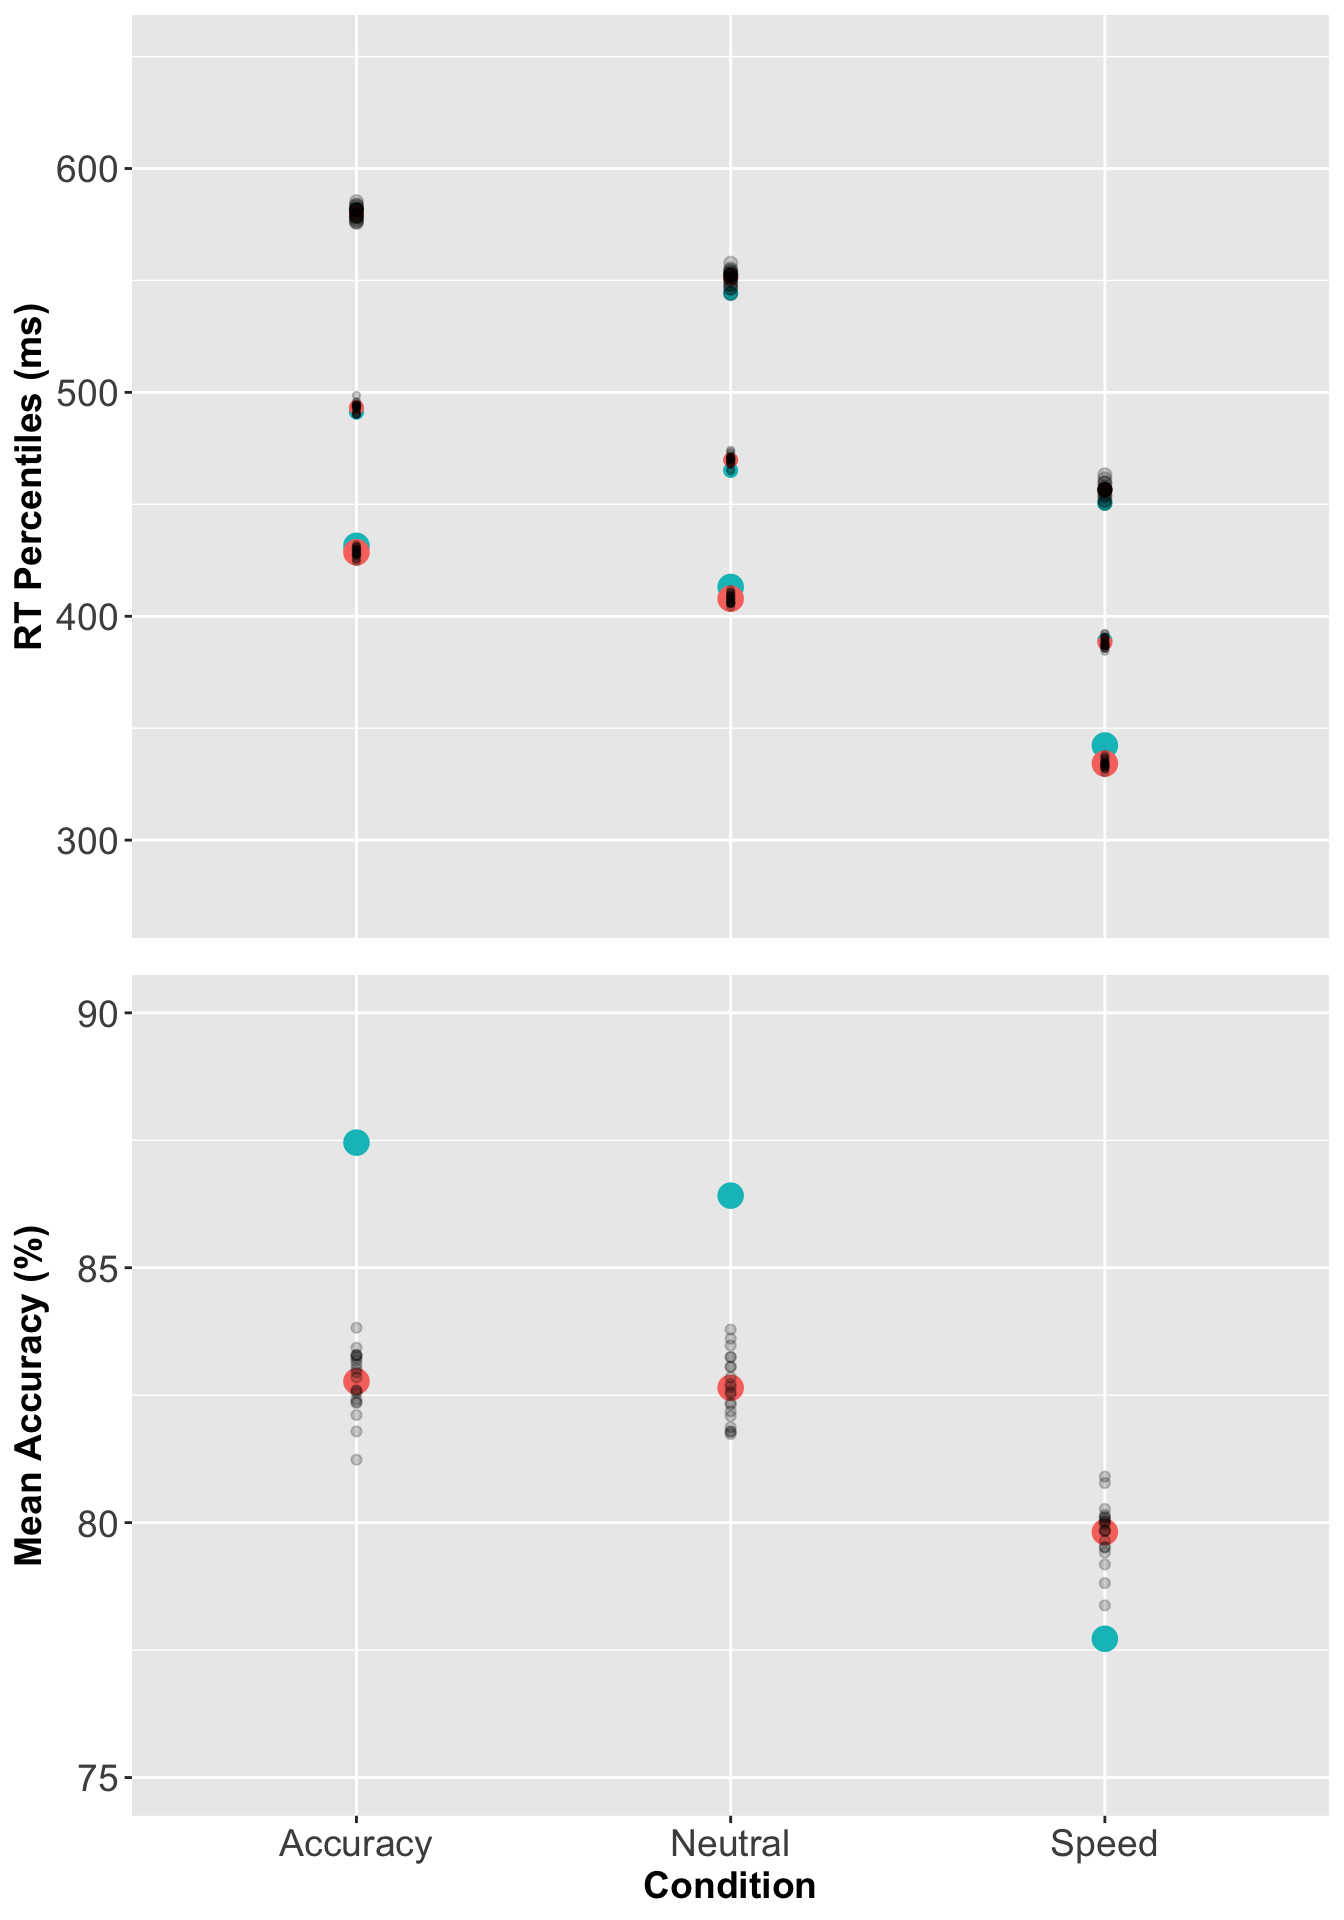 RT Percentiles (ms)
600
500
400
300
Mean Accuracy (%)
90
85
80
75
Accuracy
Neutral
Speed
Condition